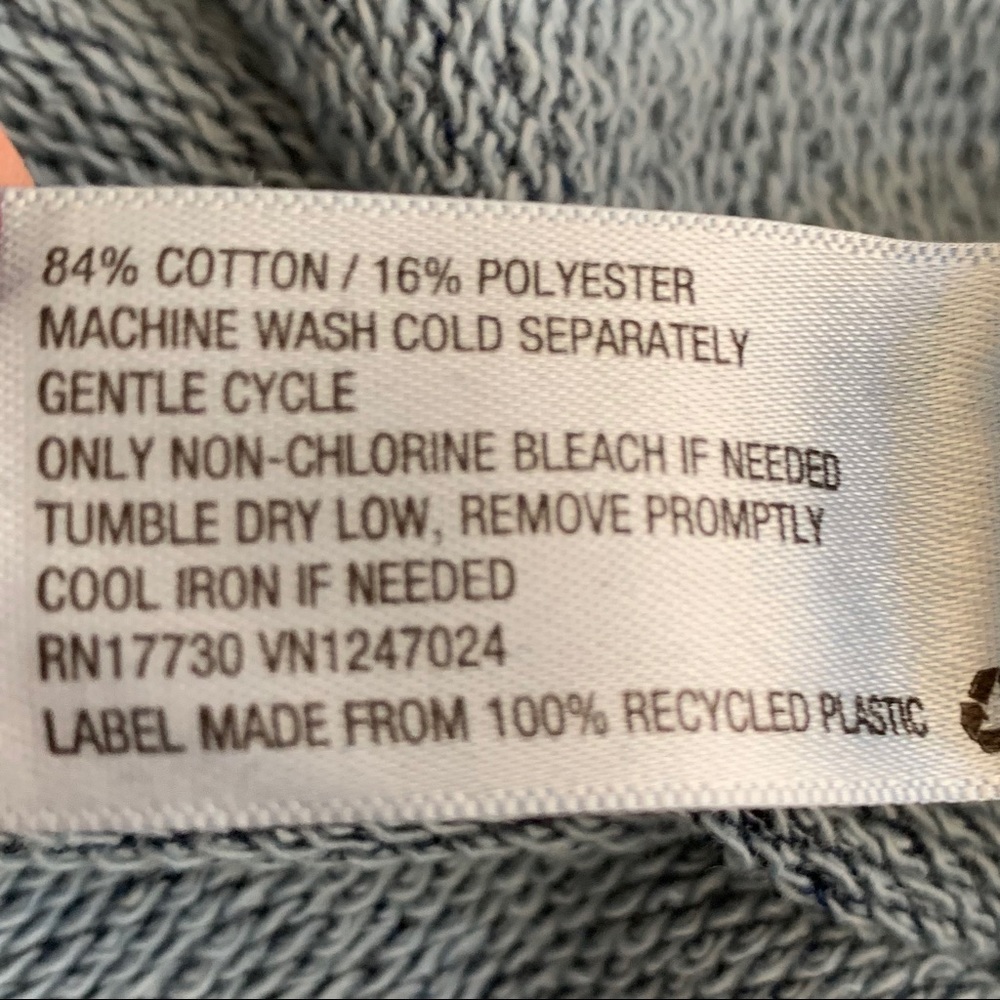 84% COTTON / 16% POLYESTER
MACHINE WASH COLD SEPARATELY
GENTLE CYCLE
ONLY NON-CHLORINE BLEACH IF NEEDED
TUMBLE DRY LOW, REMOVE PROMPTLY
COOL IRON IF NEEDED
RN17730 VN1247024
LABEL MADE FROM 100% RECYCLED PLASTIC